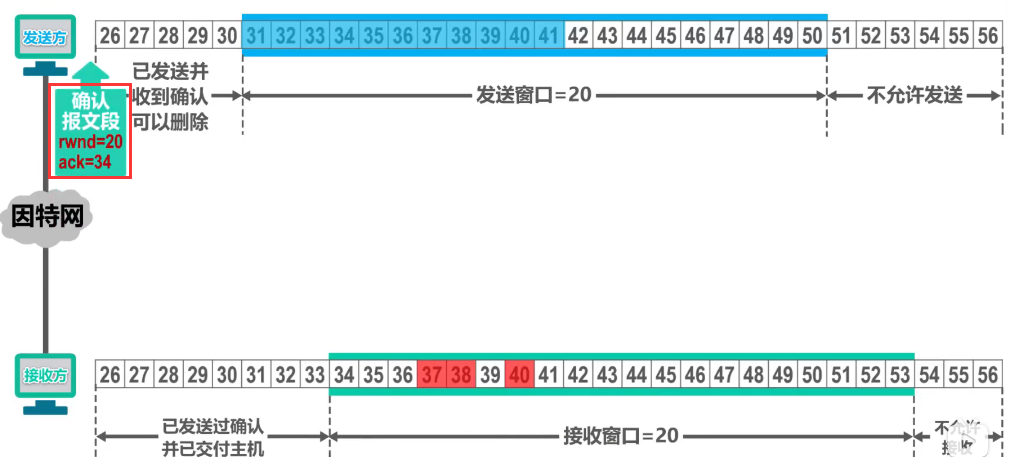 发送方
26 27 28 29 30 31 32 33 34 35 36 37 38 39 40 41 42 43 44 45 46 47 48 49 50 51 52 53 54 55 56
已发送并
收到确认
可以删除
发送窗口=20
不允许发送
确认
报文段
rwnd=20
ack=34
因特网
接收方
26 27 28 29 30 31 32 33 34 35 36 37 38 39 40 41 42 43 44 45 46 47 48 49 50 51 52 53 54 55 56
已发送过确认
并已交付主机
接收窗口=20
不允许
接收